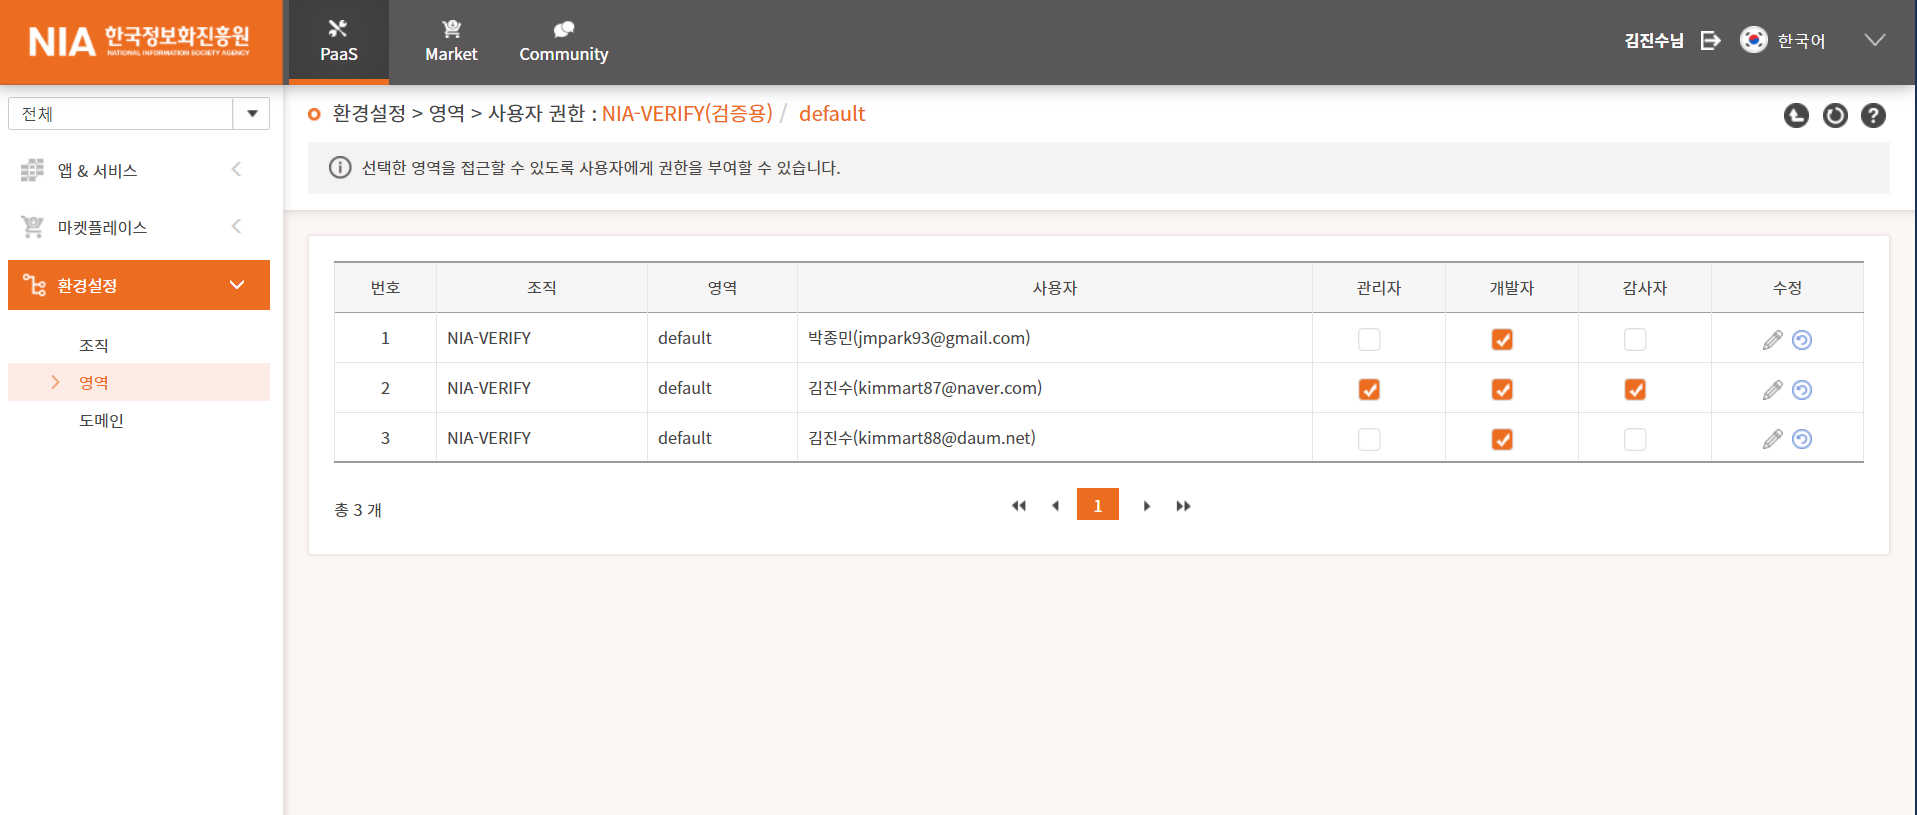 NIA 한국정보화진흥원
NATIONAL INFORMATION SOCIETY AGENCY
PaaS
Market
Community
김진수님
한국어
전체
앱 & 서비스
마켓플레이스
환경설정
조직
영역
도메인
환경설정 > 영역 > 사용자 권한 : NIA-VERIFY(검증용) / default
선택한 영역을 접근할 수 있도록 사용자에게 권한을 부여할 수 있습니다.
번호 조직 영역 사용자 관리자 개발자 감사자 수정
1 NIA-VERIFY default 박종민(jmpark93@gmail.com)
2 NIA-VERIFY default 김진수(kimmart87@naver.com)
3 NIA-VERIFY default 김진수(kimmart88@daum.net)
총 3 개
1